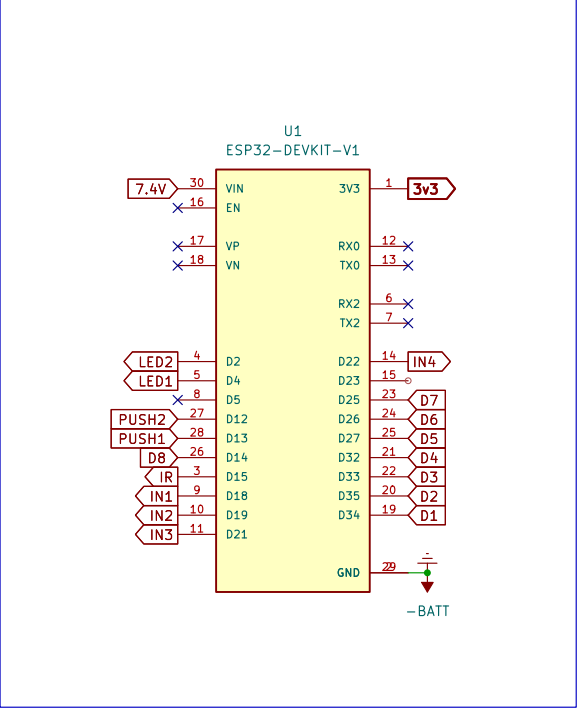 U1
ESP32-DEVKIT-V1
7.4V 30 VIN 3V3 1 3v3
16 EN
17 VP RX0 12
18 VN TX0 13
RX2 6
TX2 7
LED2 4 D2 D22 14 IN4
LED1 5 D4 D23 15
8 D5 D25 23 D7
PUSH2 27 D12 D26 24 D6
PUSH1 28 D13 D27 25 D5
D8 26 D14 D32 21 D4
IR 3 D15 D33 22 D3
IN1 9 D18 D35 20 D2
IN2 10 D19 D34 19 D1
IN3 11 D21
GND
-BATT